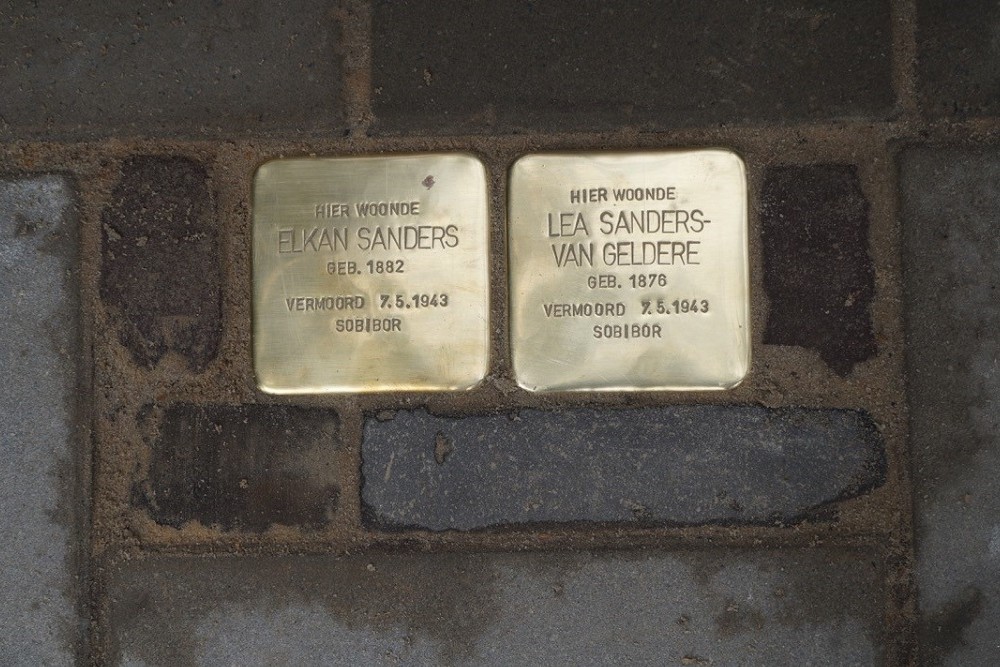 HIER WOONDE
ELKAN SANDERS
GEB. 1882
VERMOORD 7.5.1943
SOBIBOR
HIER WOONDE
LEA SANDERS-
VAN GELDERE
GEB. 1876
VERMOORD 7.5.1943
SOBIBOR